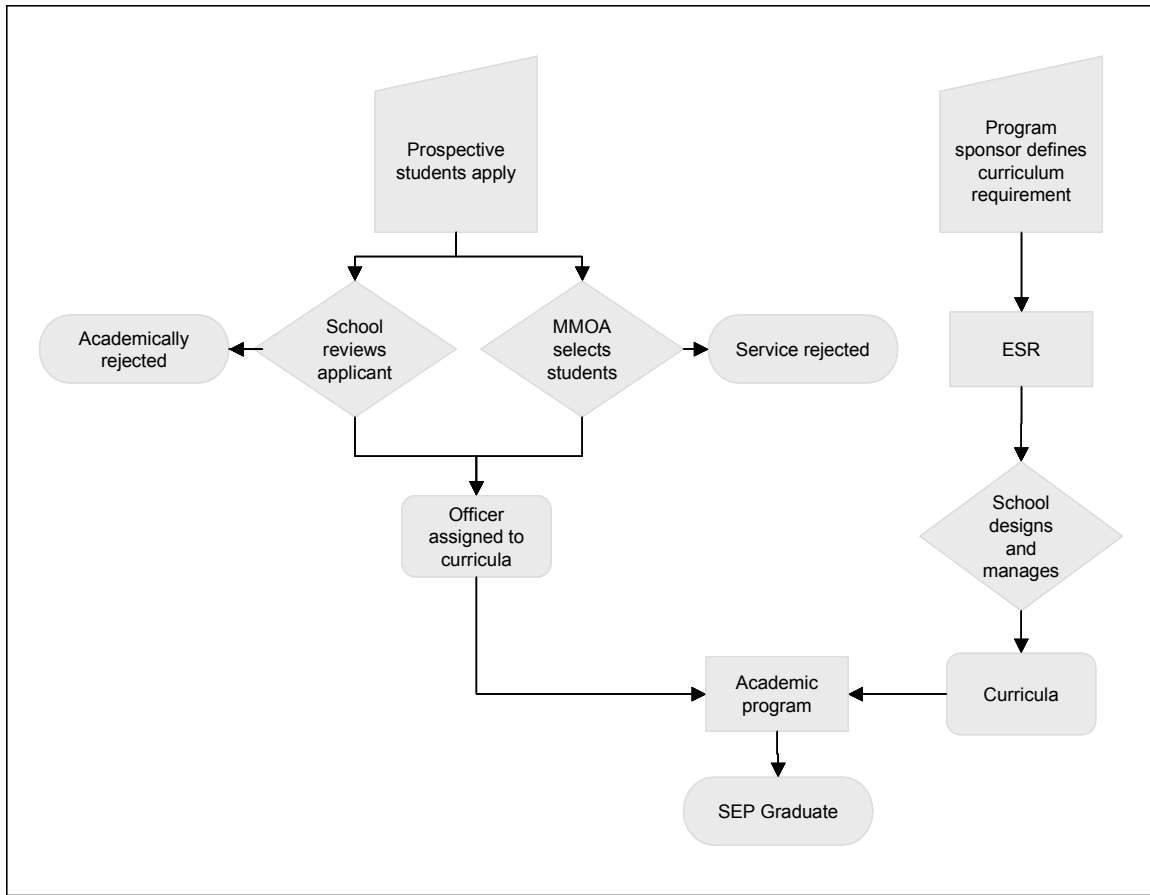 Prospective
students apply
Program
sponsor defines
curriculum
requirement
Academically
rejected
School
reviews
applicant
MMOA
selects
students
Service rejected
ESR
Officer
assigned to
curricula
School
designs
and
manages
Academic
program
Curricula
SEP Graduate